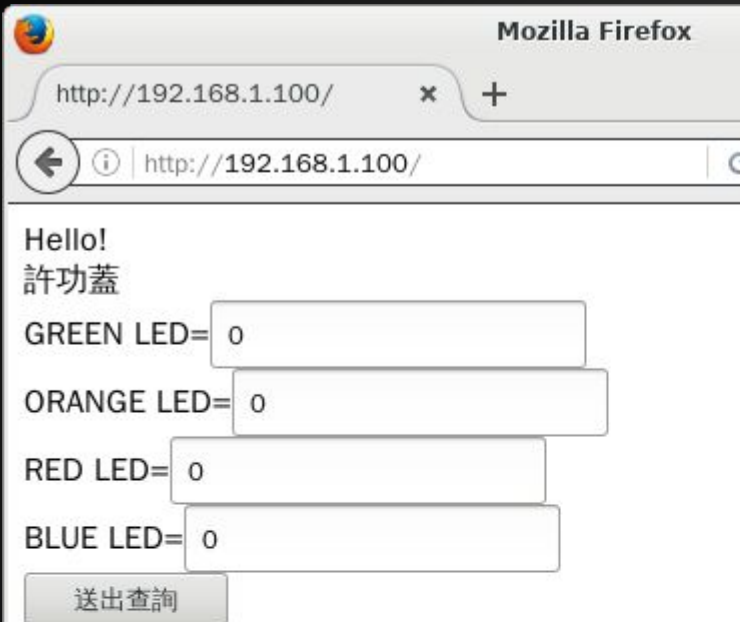 Mozilla Firefox
http://192.168.1.100/
http://192.168.1.100/
Hello!
許功蓋
GREEN LED= 0
ORANGE LED= 0
RED LED= 0
BLUE LED= 0
送出查詢